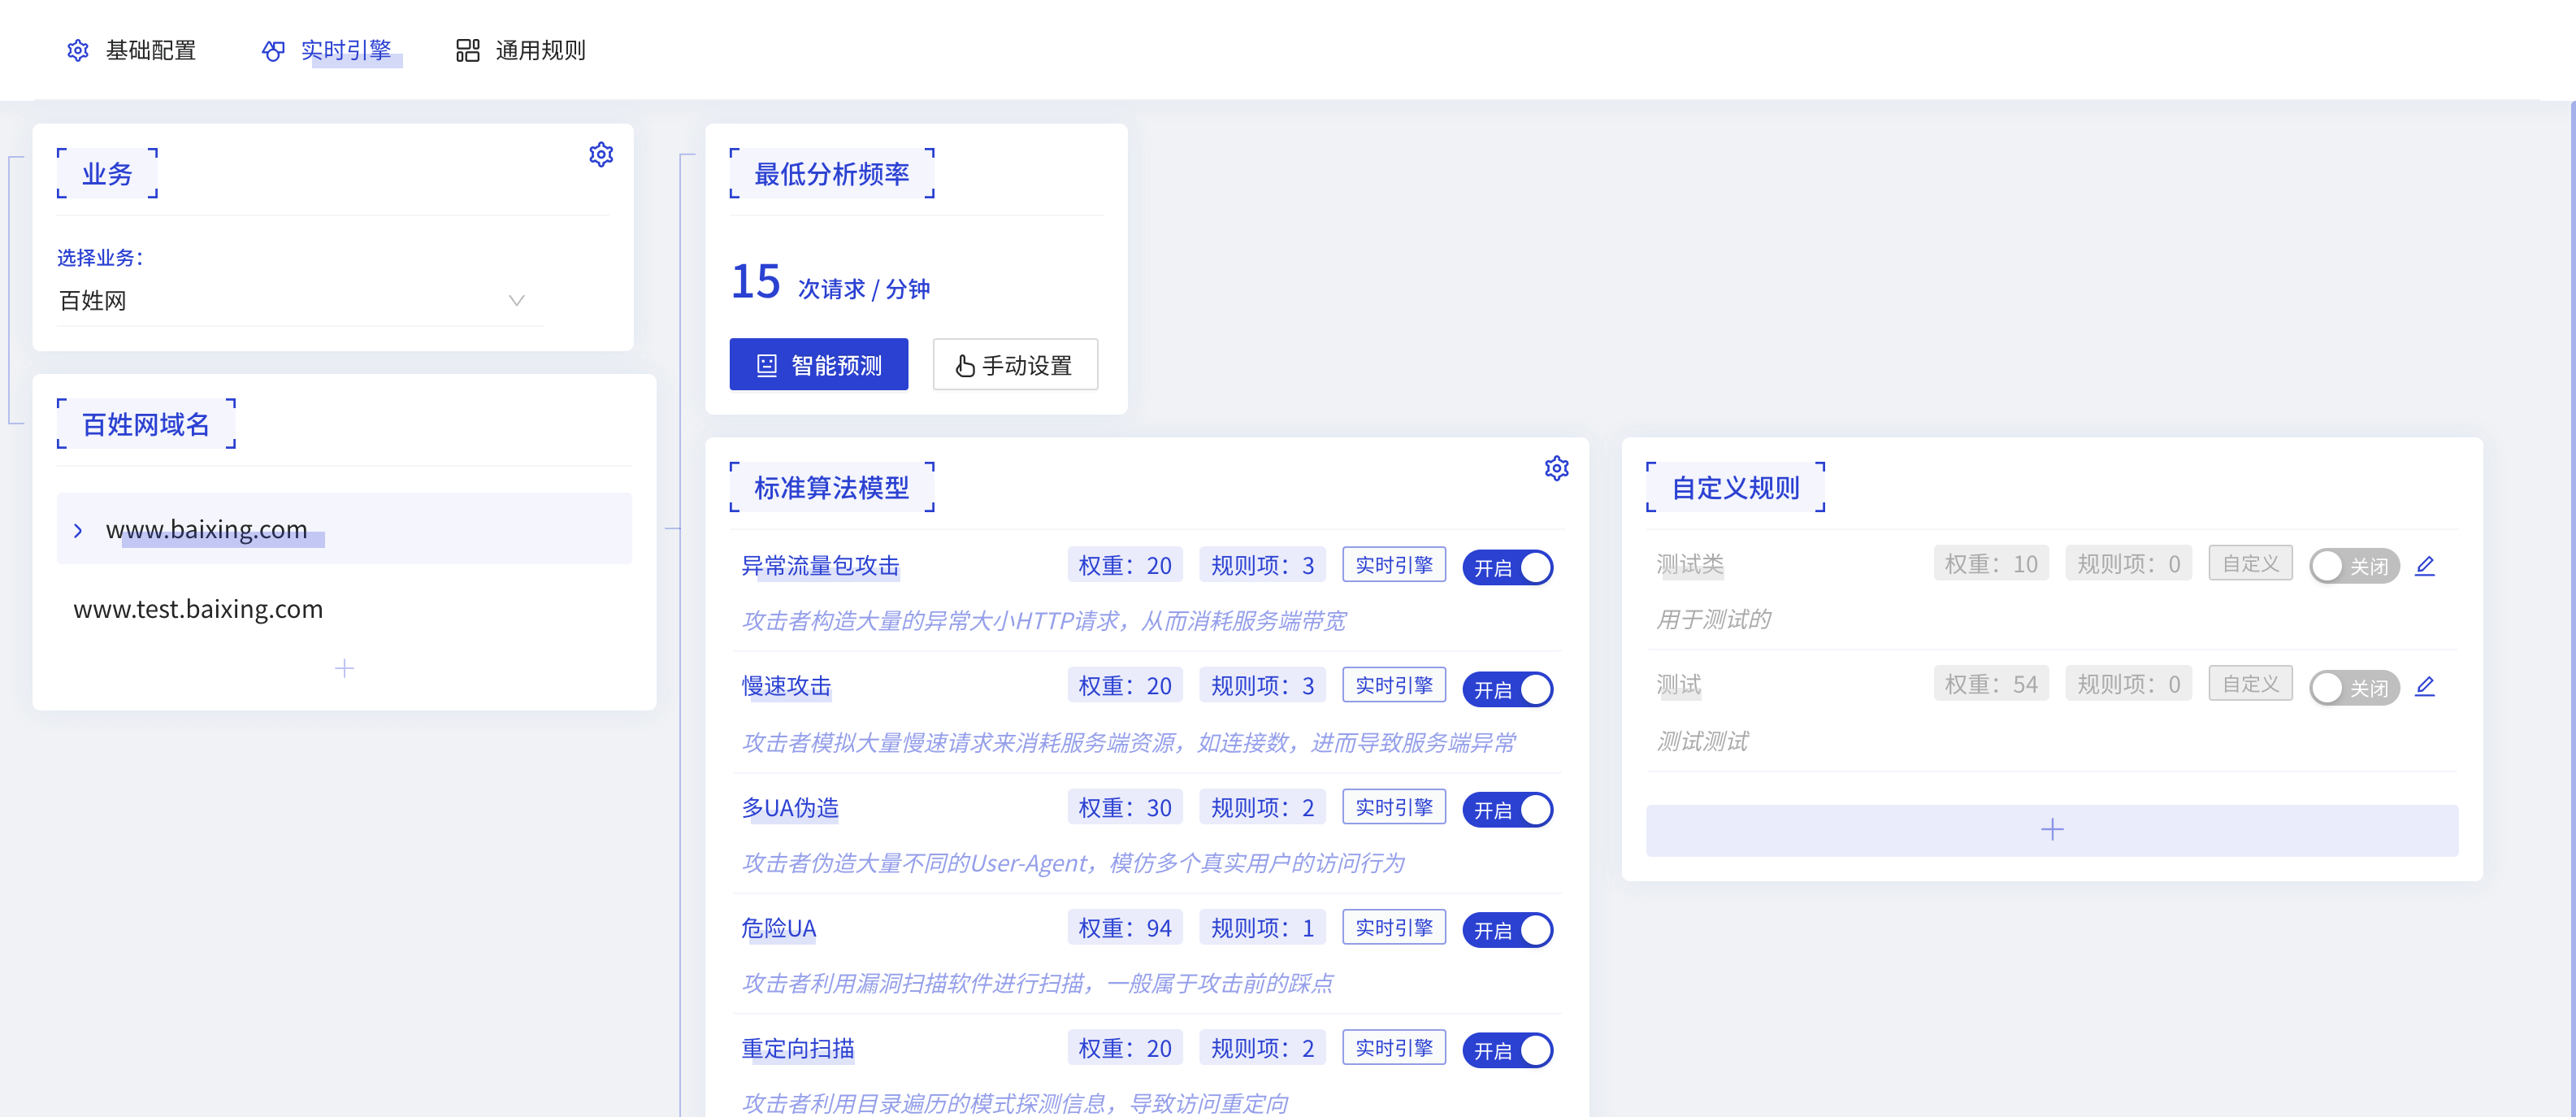 基础配置 实时引擎 通用规则
业务
选择业务：
百姓网
百姓网域名
www.baixing.com
www.test.baixing.com
最低分析频率
15 次请求 / 分钟
智能预测 手动设置
标准算法模型
异常流量包攻击 权重：20 规则项：3 实时引擎 开启
攻击者构造大量的异常大小HTTP请求，从而消耗服务端带宽
慢速攻击 权重：20 规则项：3 实时引擎 开启
攻击者模拟大量慢速请求来消耗服务端资源，如连接数，进而导致服务端异常
多UA伪造 权重：30 规则项：2 实时引擎 开启
攻击者伪造大量不同的User-Agent，模仿多个真实用户的访问行为
危险UA 权重：94 规则项：1 实时引擎 开启
攻击者利用漏洞扫描软件进行扫描，一般属于攻击前的踩点
重定向扫描 权重：20 规则项：2 实时引擎 开启
攻击者利用目录遍历的模式探测信息，导致访问重定向
自定义规则
测试类 权重：10 规则项：0 自定义 关闭
用于测试的
测试 权重：54 规则项：0 自定义 关闭
测试测试